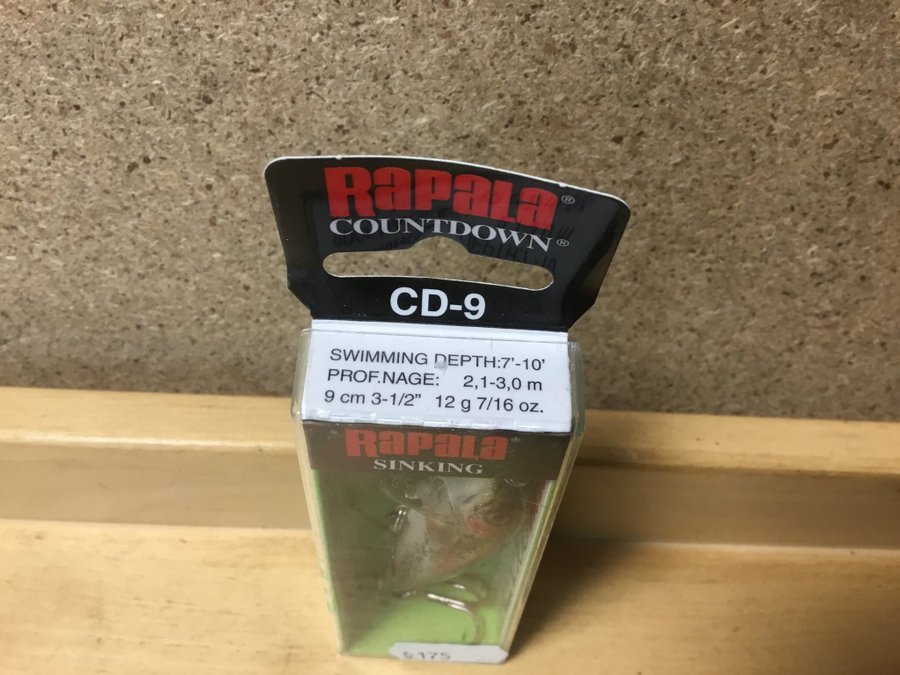 RAPALA®
COUNTDOWN®
CD-9
SWIMMING DEPTH:7'-10'
PROF.NAGE: 2,1-3,0 m
9 cm 3-1/2" 12 g 7/16 oz.
RAPALA®
SINKING